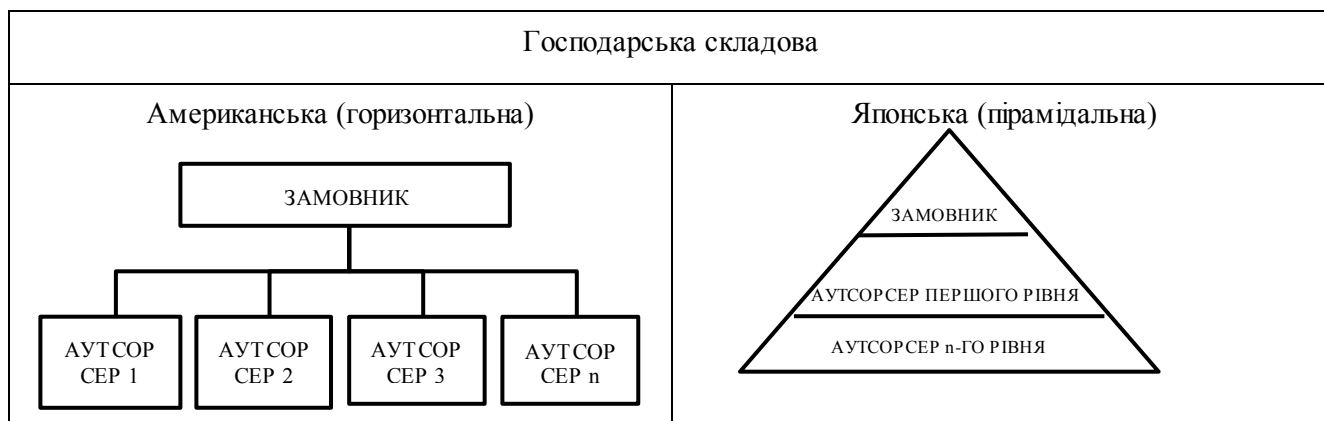 Господарська складова
Американська (горизонтальна)
ЗАМОВНИК
АУТСОР
СЕР 1
АУТСОР
СЕР 2
АУТСОР
СЕР 3
АУТСОР
СЕР n
Японська (пірамідальна)
ЗАМОВНИК
АУТСОРСЕР ПЕРШОГО РІВНЯ
АУТСОРСЕР n-ГО РІВНЯ